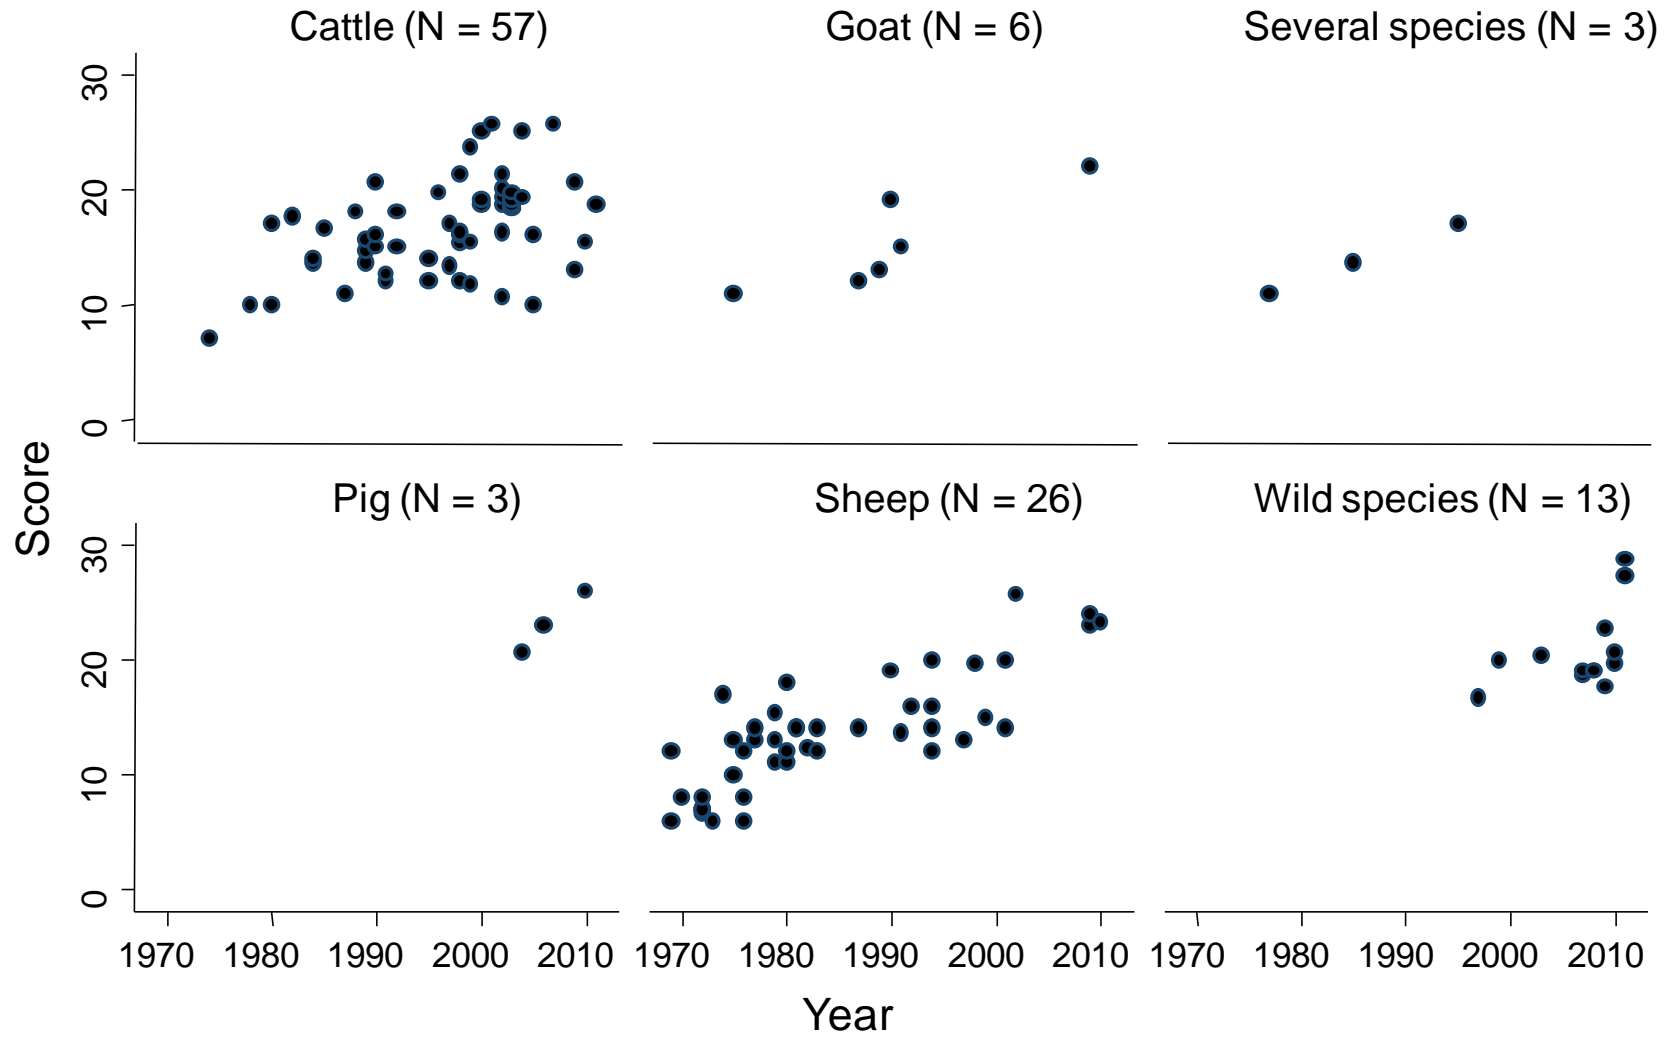 Cattle (N = 57)
Goat (N = 6)
Several species (N = 3)
30
20
10
0
Score
Pig (N = 3)
Sheep (N = 26)
Wild species (N = 13)
30
20
10
0
1970 1980 1990 2000 2010
1970 1980 1990 2000 2010
1970 1980 1990 2000 2010
Year